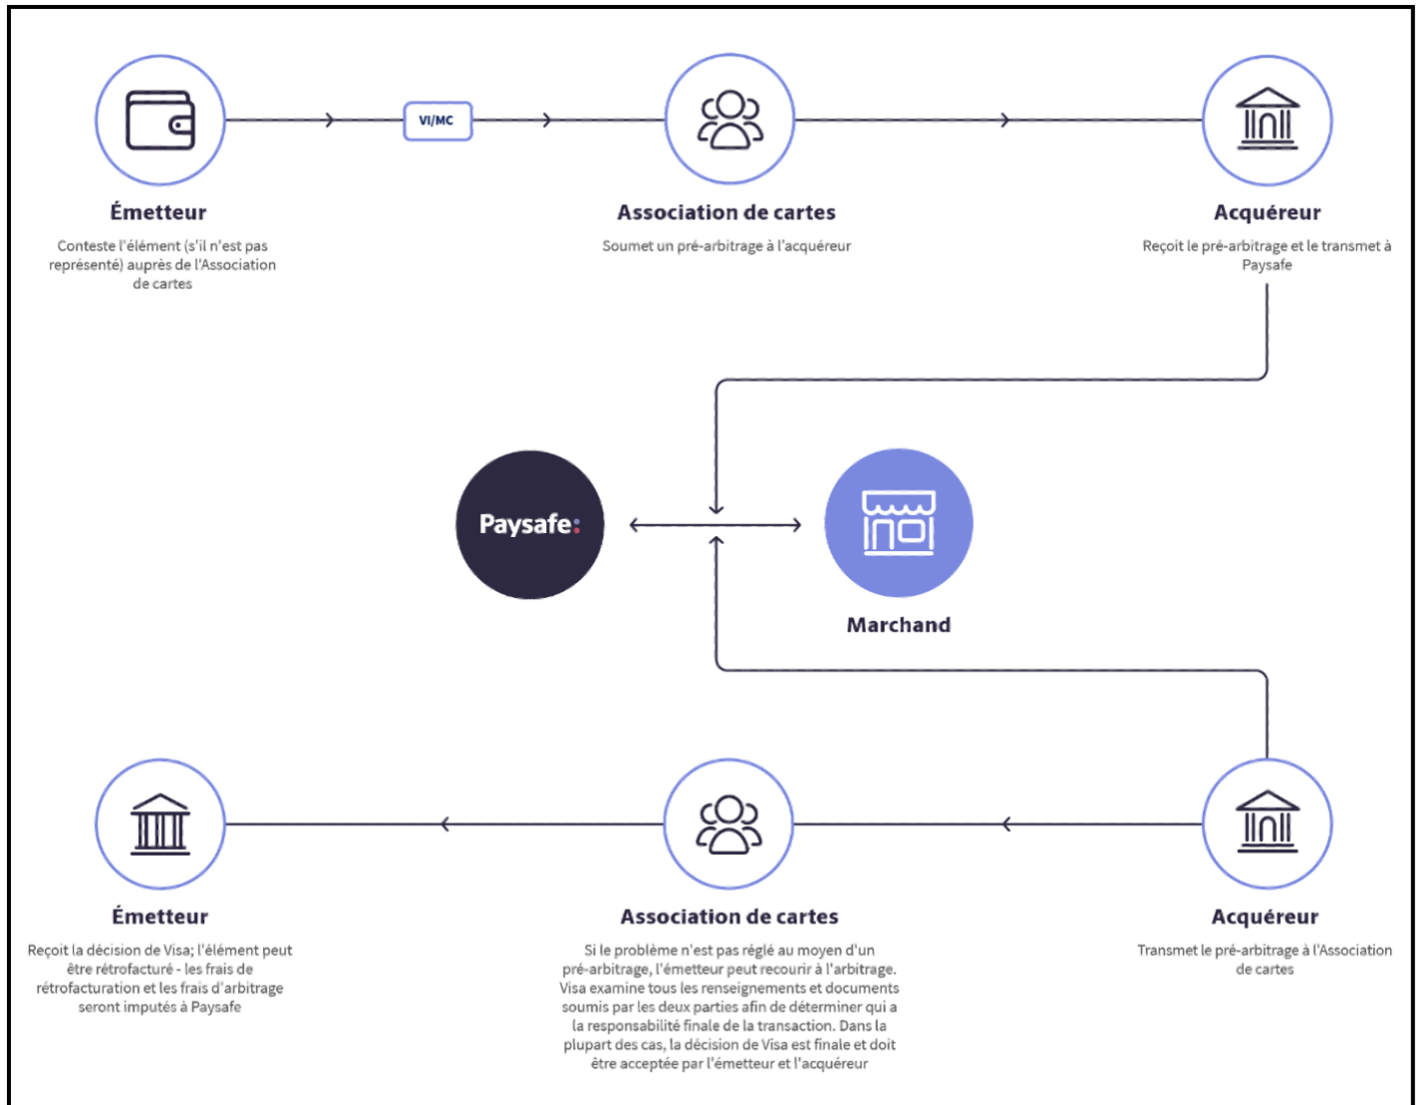 VI/MC
Émetteur
Conteste l'élément (s'il n'est pas
représenté) auprès de l'Association
de cartes
Association de cartes
Soumet un pré-arbitrage à l'acquéreur
Acquéreur
Reçoit le pré-arbitrage et le transmet à
Paysafe
Paysafe:
Marchand
Émetteur
Reçoit la décision de Visa; l'élément peut
être rétrofacturé - les frais de
rétrofacturation et les frais d'arbitrage
seront imputés à Paysafe
Association de cartes
Si le problème n'est pas réglé au moyen d'un
pré-arbitrage, l'émetteur peut recourir à l'arbitrage.
Visa examine tous les renseignements et documents
soumis par les deux parties afin de déterminer qui a
la responsabilité finale de la transaction. Dans la
plupart des cas, la décision de Visa est finale et doit
être acceptée par l'émetteur et l'acquéreur
Acquéreur
Transmet le pré-arbitrage à l'Association
de cartes